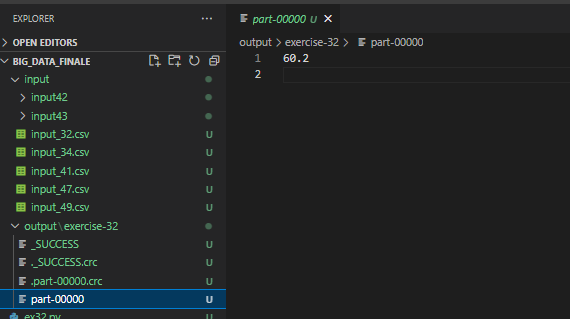 EXPLORER
OPEN EDITORS
BIG_DATA_FINALE
input
input42
input43
input_32.csv U
input_34.csv U
input_41.csv U
input_47.csv U
input_49.csv U
output\exercise-32
_SUCCESS U
._SUCCESS.crc U
.part-00000.crc U
part-00000 U
ex32.py U
part-00000 U
output > exercise-32 > part-00000
1 60.2
2